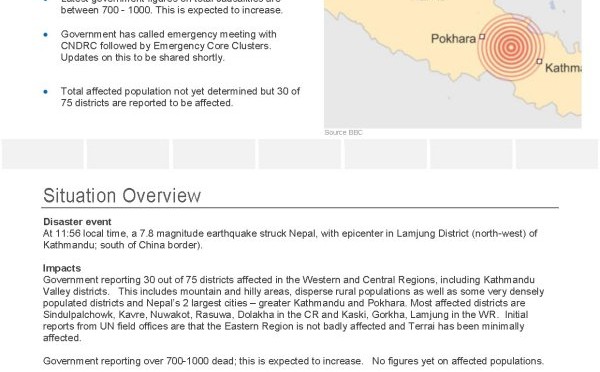 between 700 - 1000. This is expected to increase.
Government has called emergency meeting with
CNDRC followed by Emergency Core Clusters.
Updates on this to be shared shortly.
Total affected population not yet determined but 30 of
75 districts are reported to be affected.
Pokhara
Kathma
Source BBC
Situation Overview
Disaster event
At 11:56 local time, a 7.8 magnitude earthquake struck Nepal, with epicenter in Lamjung District (north-west) of
Kathmandu; south of China border).
Impacts
Government reporting 30 out of 75 districts affected in the Western and Central Regions, including Kathmandu
Valley districts. This includes mountain and hilly areas, disperse rural populations as well as some very densely
populated districts and Nepal's 2 largest cities – greater Kathmandu and Pokhara. Most affected districts are
Sindulpalchowk, Kavre, Nuwakot, Rasuwa, Dolakha in the CR and Kaski, Gorkha, Lamjung in the WR. Initial
reports from UN field offices are that the Eastern Region is not badly affected and Terrai has been minimally
affected.
Government reporting over 700-1000 dead; this is expected to increase. No figures yet on affected populations.